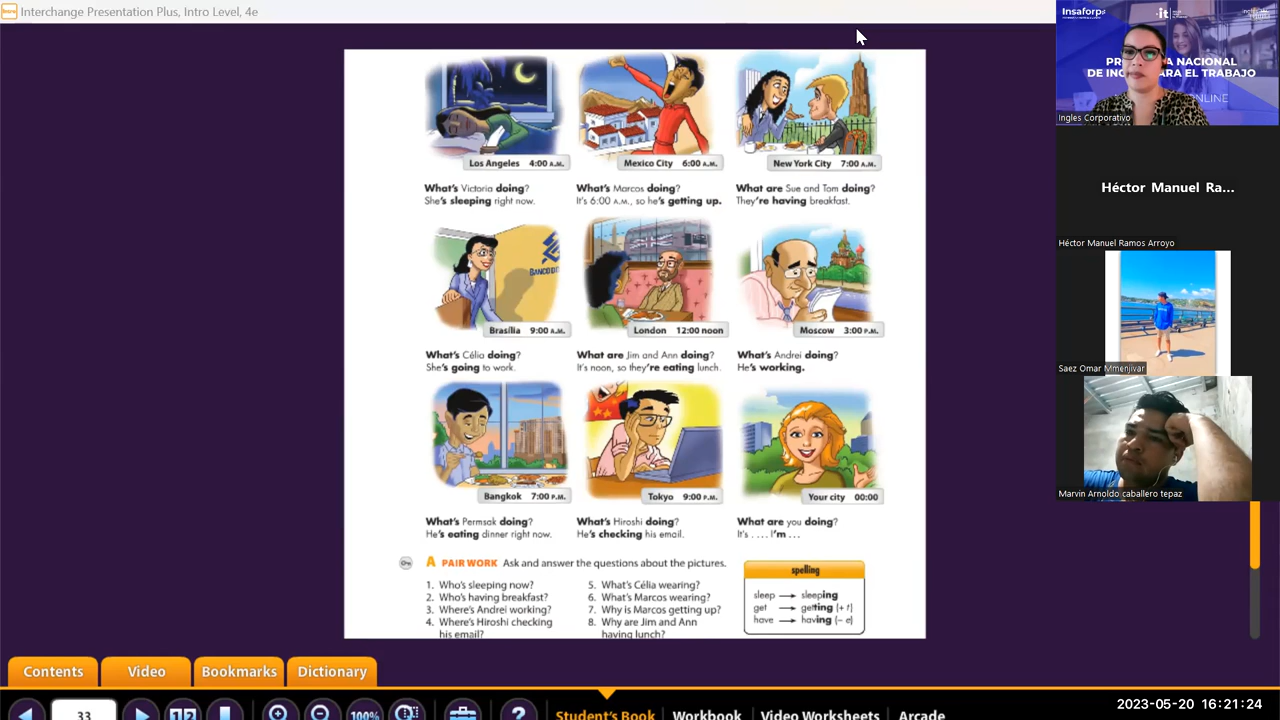 Interchange Presentation Plus, Intro Level, 4e
Los Angeles 4:00 A.M.
Mexico City 6:00 A.M.
New York City 7:00 A.M.
What's Victoria doing?
She's sleeping right now.
What's Marcos doing?
It's 6:00 A.M., so he's getting up.
What are Sue and Tom doing?
They're having breakfast.
Brasília 9:00 A.M.
London 12:00 noon
Moscow 3:00 P.M.
What's Célia doing?
She's going to work.
What are Jim and Ann doing?
It's noon, so they're eating lunch.
What's Andrei doing?
He's working.
Bangkok 7:00 P.M.
Tokyo 9:00 P.M.
Your city 00:00
What's Permsak doing?
He's eating dinner right now.
What's Hiroshi doing?
He's checking his email.
What are you doing?
It's . . . . I'm . . .
A PAIR WORK Ask and answer the questions about the pictures.
1. Who's sleeping now?
2. Who's having breakfast?
3. Where's Andrei working?
4. Where's Hiroshi checking
his email?
5. What's Célia wearing?
6. What's Marcos wearing?
7. Why is Marcos getting up?
8. Why are Jim and Ann
having lunch?
spelling
sleep → sleeping
get → getting (+ t)
have → having (– e)
Contents
Video
Bookmarks
Dictionary
33
1 2
100%
?
Student's Book
Workbook
Video Worksheets
Arcade
Insaforp
it
NACIONAL
DE
ARA EL TRABAJO
ONLINE
Ingles Corporativo
Héctor Manuel Ra...
Héctor Manuel Ramos Arroyo
Saez Omar Mmenjivar
Marvin Arnoldo caballero tepaz
2023-05-20 16:21:24